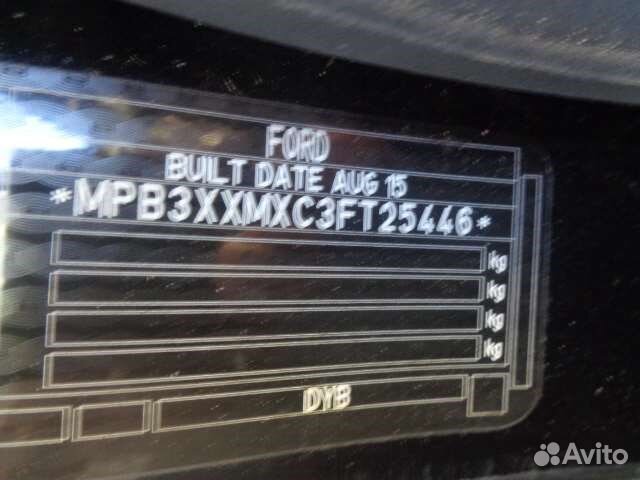 FORD
BUILT DATE AUG 15
*MPB3XXMXC3FT25446*
kg
kg
kg
kg
DYB
Avito